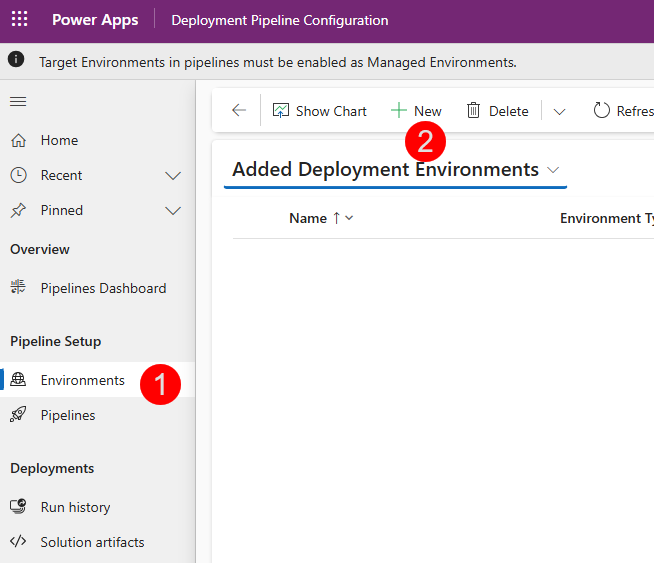 Power Apps Deployment Pipeline Configuration
Target Environments in pipelines must be enabled as Managed Environments.
Show Chart New Delete Refres
Home
Recent
Pinned
Overview
Pipelines Dashboard
Pipeline Setup
Environments 1
Pipelines
Deployments
Run history
Solution artifacts
2
Added Deployment Environments
Name Environment Ty